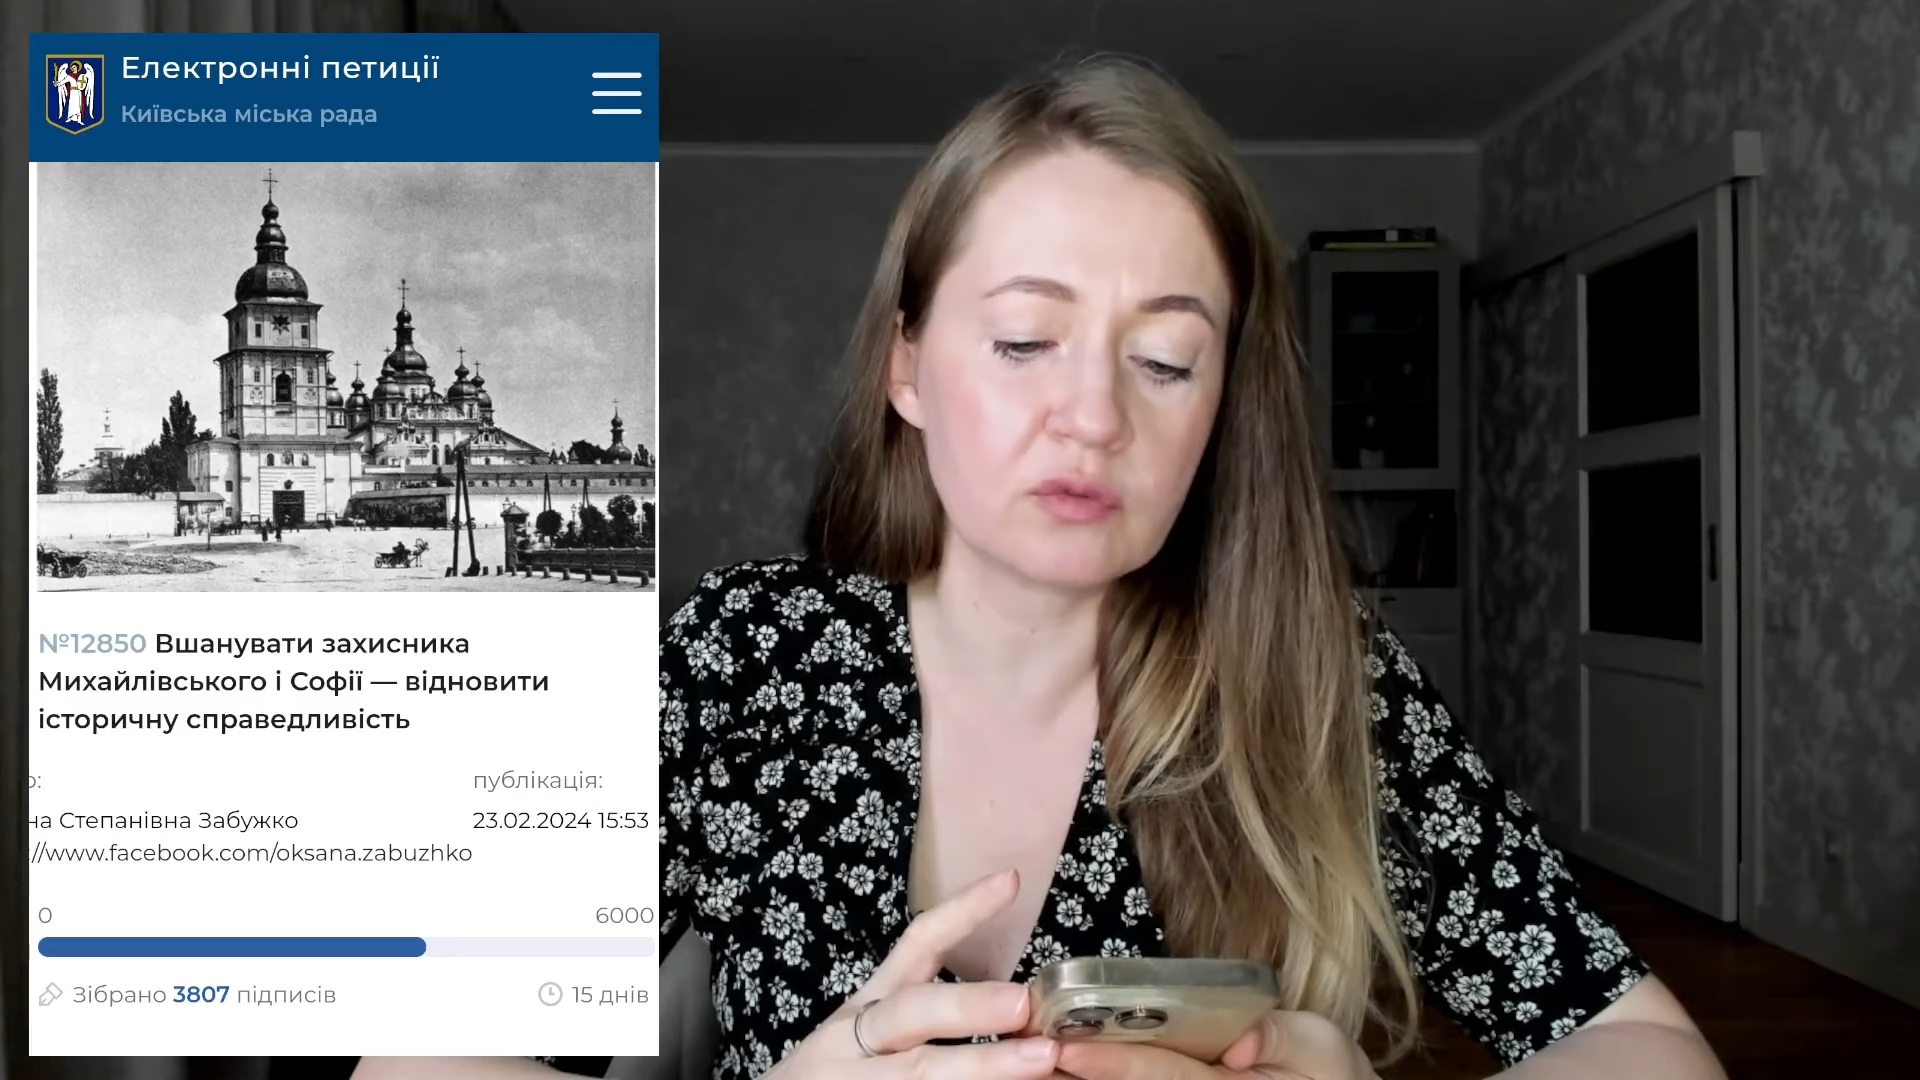 Електронні петиції
Київська міська рада
№12850 Вшанувати захисника
Михайлівського і Софії — відновити
історичну справедливість
публікація:
Степанівна Забужко
23.02.2024 15:53
//www.facebook.com/oksana.zabuzhko
0
6000
Зібрано 3807 підписів
15 днів